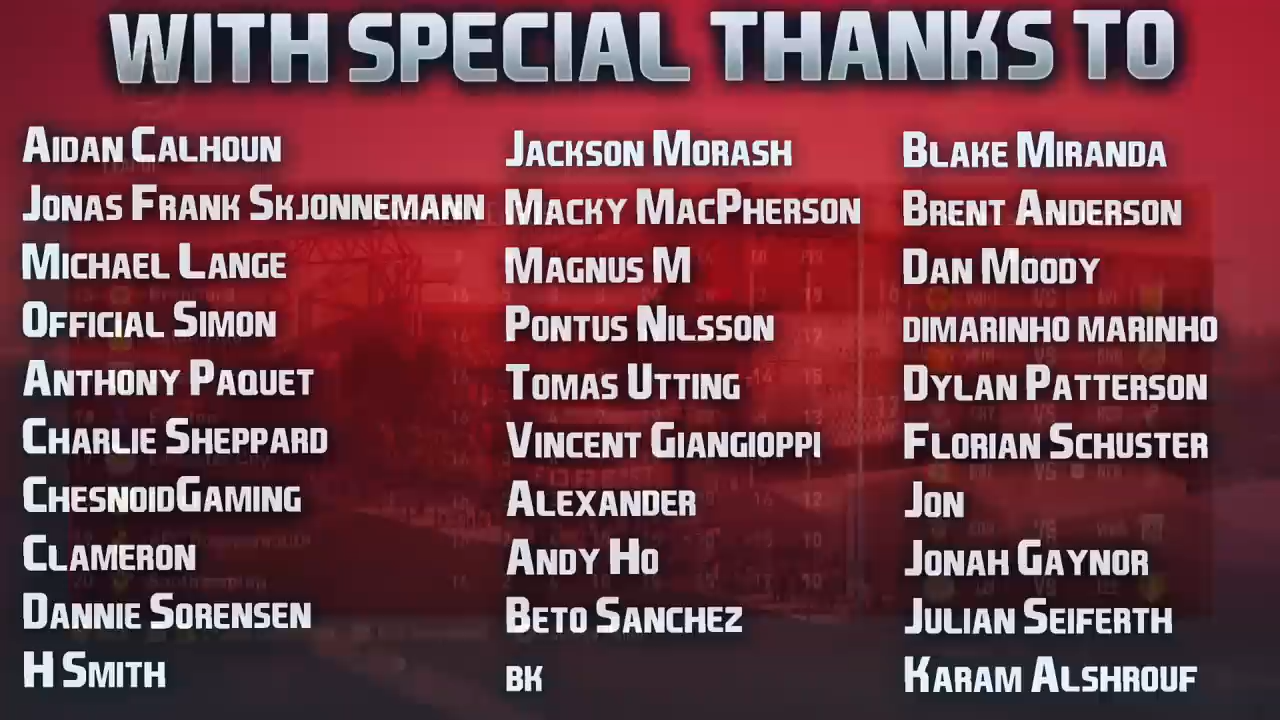 WITH SPECIAL THANKS TO
Aidan Calhoun
Jonas Frank Skjonnemann
Michael Lange
Official Simon
Anthony Paquet
Charlie Sheppard
ChesnoidGaming
Clameron
Dannie Sorensen
H Smith
Jackson Morash
Macky MacPherson
Magnus M
Pontus Nilsson
Tomas Utting
Vincent Giangioppi
Alexander
Andy Ho
Beto Sanchez
bk
Blake Miranda
Brent Anderson
Dan Moody
dimarinho marinho
Dylan Patterson
Florian Schuster
Jon
Jonah Gaynor
Julian Seiferth
Karam Alshrouf